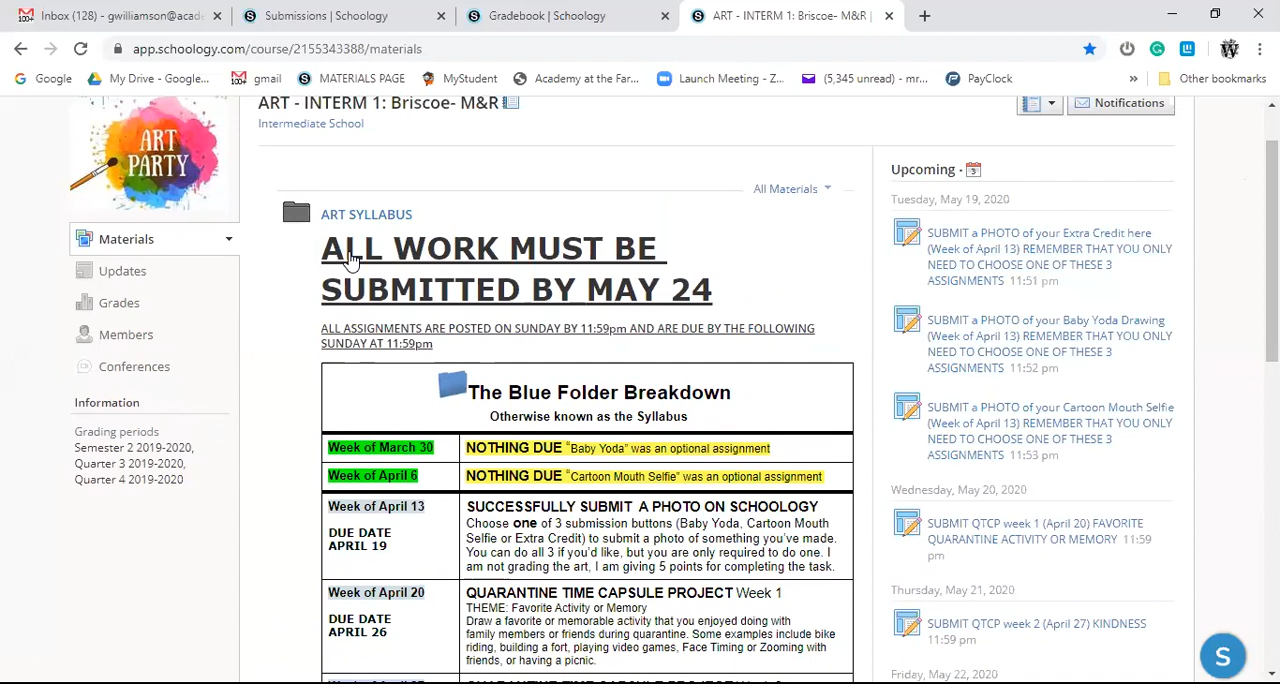 Inbox (128) - gwilliamson@acad
Submissions | Schoology
Gradebook | Schoology
ART - INTERM 1: Briscoe- M&R |
app.schoology.com/course/2155343388/materials
Google
My Drive - Google...
gmail
MATERIALS PAGE
MyStudent
Academy at the Far...
Launch Meeting - Z...
(5,345 unread) - mr...
PayClock
Other bookmarks
ART - INTERM 1: Briscoe- M&R
Intermediate School
Notifications
ART PARTY
Materials
Updates
Grades
Members
Conferences
Information
Grading periods
Semester 2 2019-2020,
Quarter 3 2019-2020,
Quarter 4 2019-2020
All Materials
ART SYLLABUS
ALL WORK MUST BE
SUBMITTED BY MAY 24
ALL ASSIGNMENTS ARE POSTED ON SUNDAY BY 11:59pm AND ARE DUE BY THE FOLLOWING
SUNDAY AT 11:59pm
The Blue Folder Breakdown
Otherwise known as the Syllabus
Week of March 30
NOTHING DUE “Baby Yoda” was an optional assignment
Week of April 6
NOTHING DUE “Cartoon Mouth Selfie” was an optional assignment
Week of April 13
DUE DATE
APRIL 19
SUCCESSFULLY SUBMIT A PHOTO ON SCHOOLOGY
Choose one of 3 submission buttons (Baby Yoda, Cartoon Mouth
Selfie or Extra Credit) to submit a photo of something you've made.
You can do all 3 if you'd like, but you are only required to do one. I
am not grading the art, I am giving 5 points for completing the task.
Week of April 20
DUE DATE
APRIL 26
QUARANTINE TIME CAPSULE PROJECT Week 1
THEME: Favorite Activity or Memory
Draw a favorite or memorable activity that you enjoyed doing with
family members or friends during quarantine. Some examples include bike
riding, building a fort, playing video games, Face Timing or Zooming with
friends, or having a picnic.
Upcoming ·
Tuesday, May 19, 2020
SUBMIT a PHOTO of your Extra Credit here
(Week of April 13) REMEMBER THAT YOU ONLY
NEED TO CHOOSE ONE OF THESE 3
ASSIGNMENTS 11:51 pm
SUBMIT a PHOTO of your Baby Yoda Drawing
(Week of April 13) REMEMBER THAT YOU ONLY
NEED TO CHOOSE ONE OF THESE 3
ASSIGNMENTS 11:52 pm
SUBMIT a PHOTO of your Cartoon Mouth Selfie
(Week of April 13) REMEMBER THAT YOU ONLY
NEED TO CHOOSE ONE OF THESE 3
ASSIGNMENTS 11:53 pm
Wednesday, May 20, 2020
SUBMIT QTCP week 1 (April 20) FAVORITE
QUARANTINE ACTIVITY OR MEMORY 11:59
pm
Thursday, May 21, 2020
SUBMIT QTCP week 2 (April 27) KINDNESS
11:59 pm
Friday, May 22, 2020
S